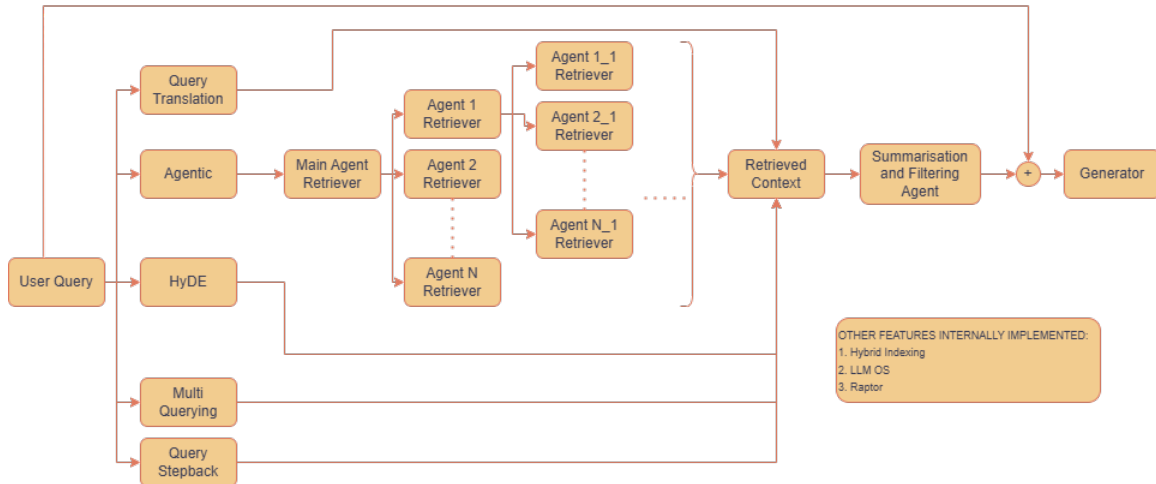 Query
Translation
Agentic
User Query
HyDE
Multi
Querying
Query
Stepback
Main Agent
Retriever
Agent 1
Retriever
Agent 2
Retriever
Agent N
Retriever
Agent 1_1
Retriever
Agent 2_1
Retriever
Agent N_1
Retriever
Retrieved
Context
Summarisation
and Filtering
Agent
+
Generator
OTHER FEATURES INTERNALLY IMPLEMENTED:
1. Hybrid Indexing
2. LLM OS
3. Raptor